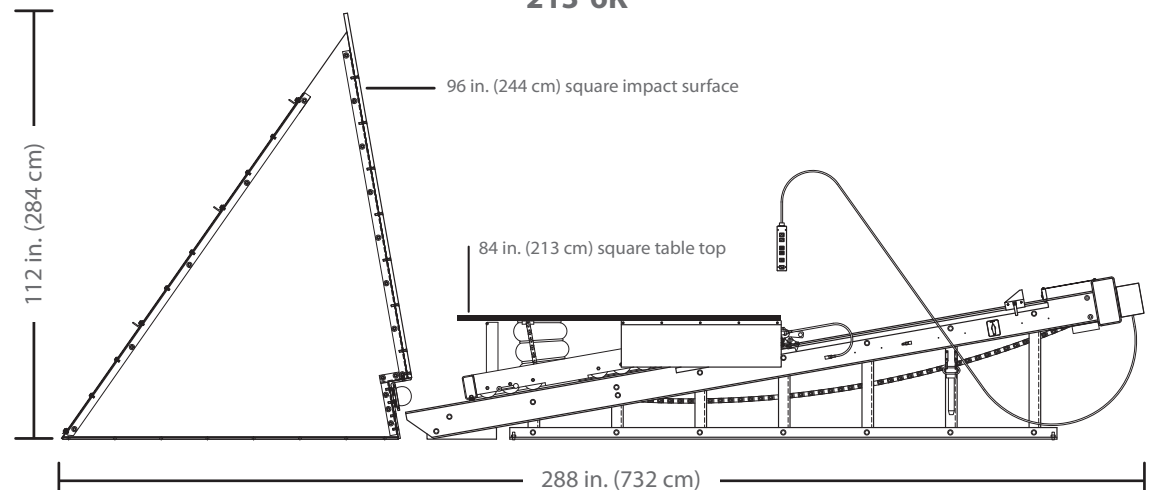 96 in. (244 cm) square impact surface
112 in. (284 cm)
84 in. (213 cm) square table top
288 in. (732 cm)